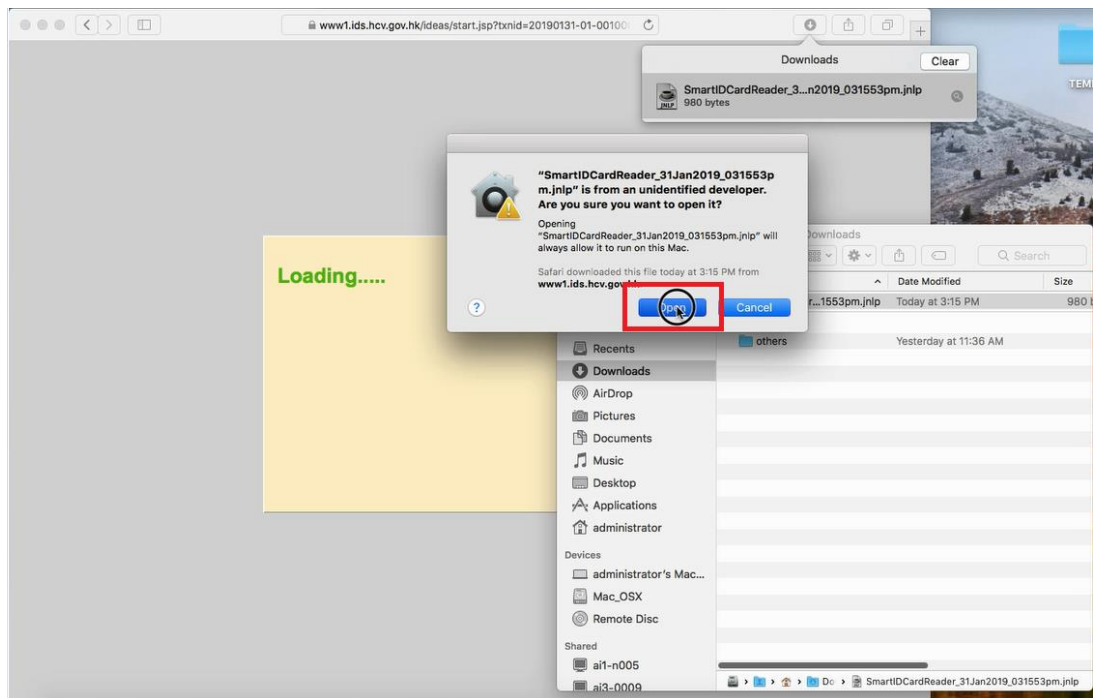 www1.ids.hcv.gov.hk/ideas/start.jsp?txnid=20190131-01-00100
Downloads
Clear
SmartIDCardReader_3...n2019_031553pm.jnlp
980 bytes
JNLP
TEM
"SmartIDCardReader_31Jan2019_031553p
m.jnlp" is from an unidentified developer.
Are you sure you want to open it?
Opening
"SmartIDCardReader_31Jan2019_031553pm.jnlp" will
always allow it to run on this Mac.
Safari downloaded this file today at 3:15 PM from
www1.ids.hcv.gov.hk.
?
Open
Cancel
Loading.....
Downloads
Search
Date Modified
Size
r...1553pm.jnlp
Today at 3:15 PM
980
others
Yesterday at 11:36 AM
Recents
Downloads
AirDrop
Pictures
Documents
Music
Desktop
Applications
administrator
Devices
administrator's Mac...
Mac_OSX
Remote Disc
Shared
ai1-n005
ai3-0009
Do
SmartIDCardReader_31Jan2019_031553pm.jnlp